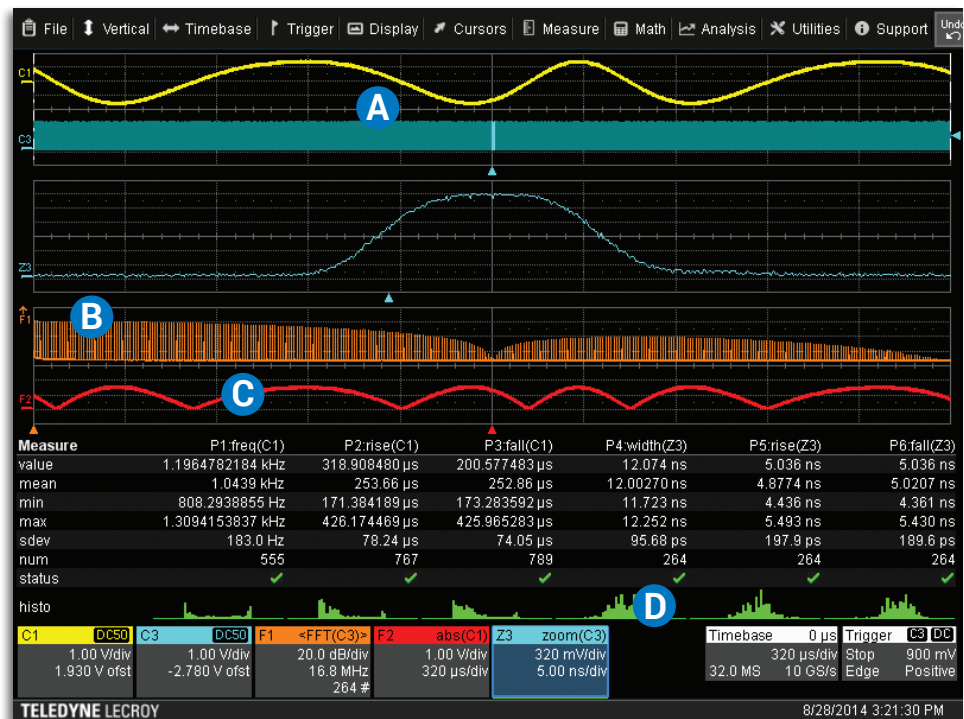 File Vertical Timebase Trigger Display Cursors Measure Math Analysis Utilities Support Undo
C1
A
C3
Z3
B
F1
C
F2
Measure P1:freq(C1) P2:rise(C1) P3:fall(C1) P4:width(Z3) P5:rise(Z3) P6:fall(Z3)
value 1.1964782184 kHz 318.908480 µs 200.577483 µs 12.074 ns 5.036 ns 5.036 ns
mean 1.0439 kHz 253.66 µs 252.86 µs 12.00270 ns 4.8774 ns 5.0207 ns
min 808.2938855 Hz 171.384189 µs 173.283592 µs 11.723 ns 4.436 ns 4.361 ns
max 1.3094153837 kHz 426.174469 µs 425.965283 µs 12.252 ns 5.493 ns 5.430 ns
sdev 183.0 Hz 78.24 µs 74.05 µs 95.68 ps 197.9 ps 189.6 ps
num 555 767 789 264 264 264
status
histo D
C1 DC50 C3 DC50 F1 <FFT(C3)> F2 abs(C1) Z3 zoom(C3) Timebase 0 µs Trigger C3 DC
1.00 V/div 1.00 V/div 20.0 dB/div 1.00 V/div 320 mV/div 320 µs/div Stop 900 mV
1.930 V ofst -2.780 V ofst 16.8 MHz 320 µs/div 5.00 ns/div 32.0 MS 10 GS/s Edge Positive
264 #
TELEDYNE LECROY 8/28/2014 3:21:30 PM